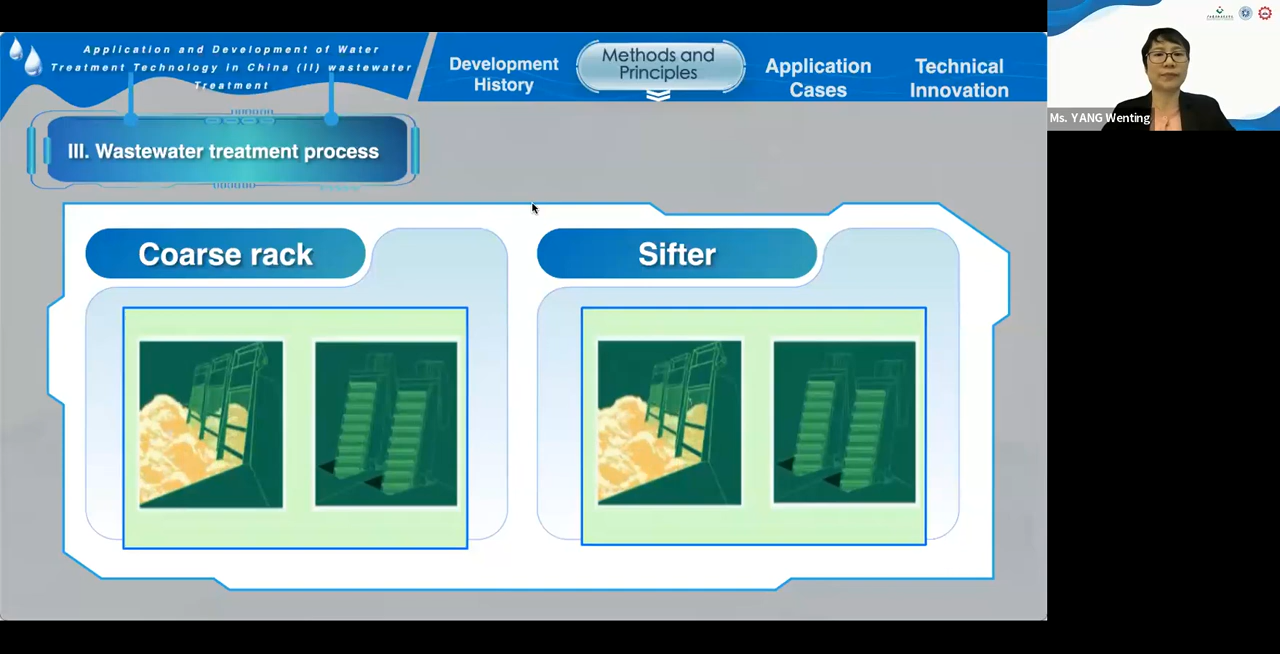 Application and Development of Water
Treatment Technology in China (II) wastewater
Treatment
Development
History
Methods and
Principles
Application
Cases
Technical
Innovation
Ms. YANG Wenting
III. Wastewater treatment process
Coarse rack
Sifter